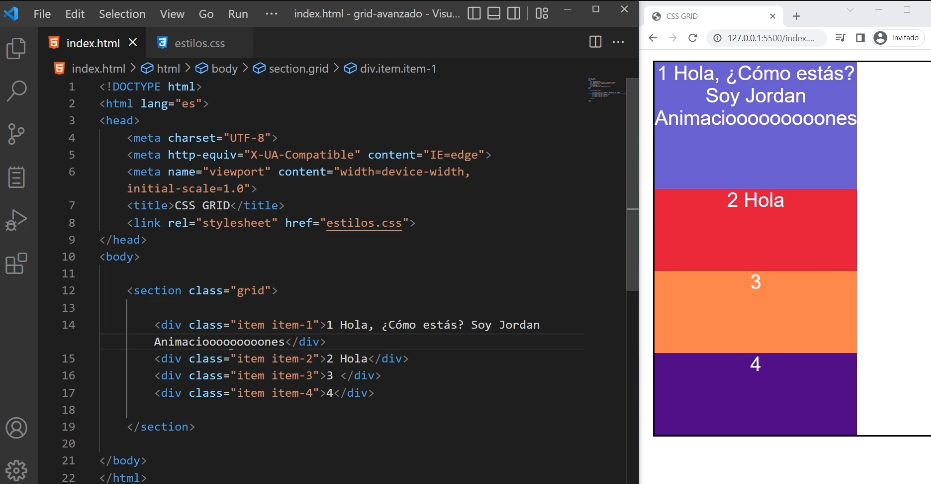 File Edit Selection View Go Run ··· index.html - grid-avanzado - Visu...
index.html
estilos.css
index.html > html > body > section.grid > div.item.item-1
1 <!DOCTYPE html>
2 <html lang="es">
3 <head>
4 <meta charset="UTF-8">
5 <meta http-equiv="X-UA-Compatible" content="IE=edge">
6 <meta name="viewport" content="width=device-width,
initial-scale=1.0">
7 <title>CSS GRID</title>
8 <link rel="stylesheet" href="estilos.css">
9 </head>
10 <body>
11
12 <section class="grid">
13
14 <div class="item item-1">1 Hola, ¿Cómo estás? Soy Jordan
Animaciooooooooones</div>
15 <div class="item item-2">2 Hola</div>
16 <div class="item item-3">3 </div>
17 <div class="item item-4">4</div>
18
19 </section>
20
21 </body>
22 </html>
CSS GRID
127.0.0.1:5500/index....
Invitado
1 Hola, ¿Cómo estás?
Soy Jordan
Animaciooooooooones
2 Hola
3
4